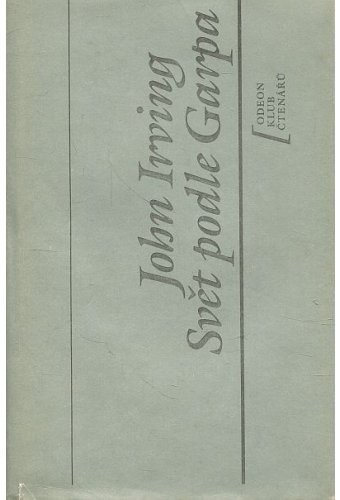 John Irving
Svět podle Garpa
ODEON
KLUB
ČTENÁŘŮ